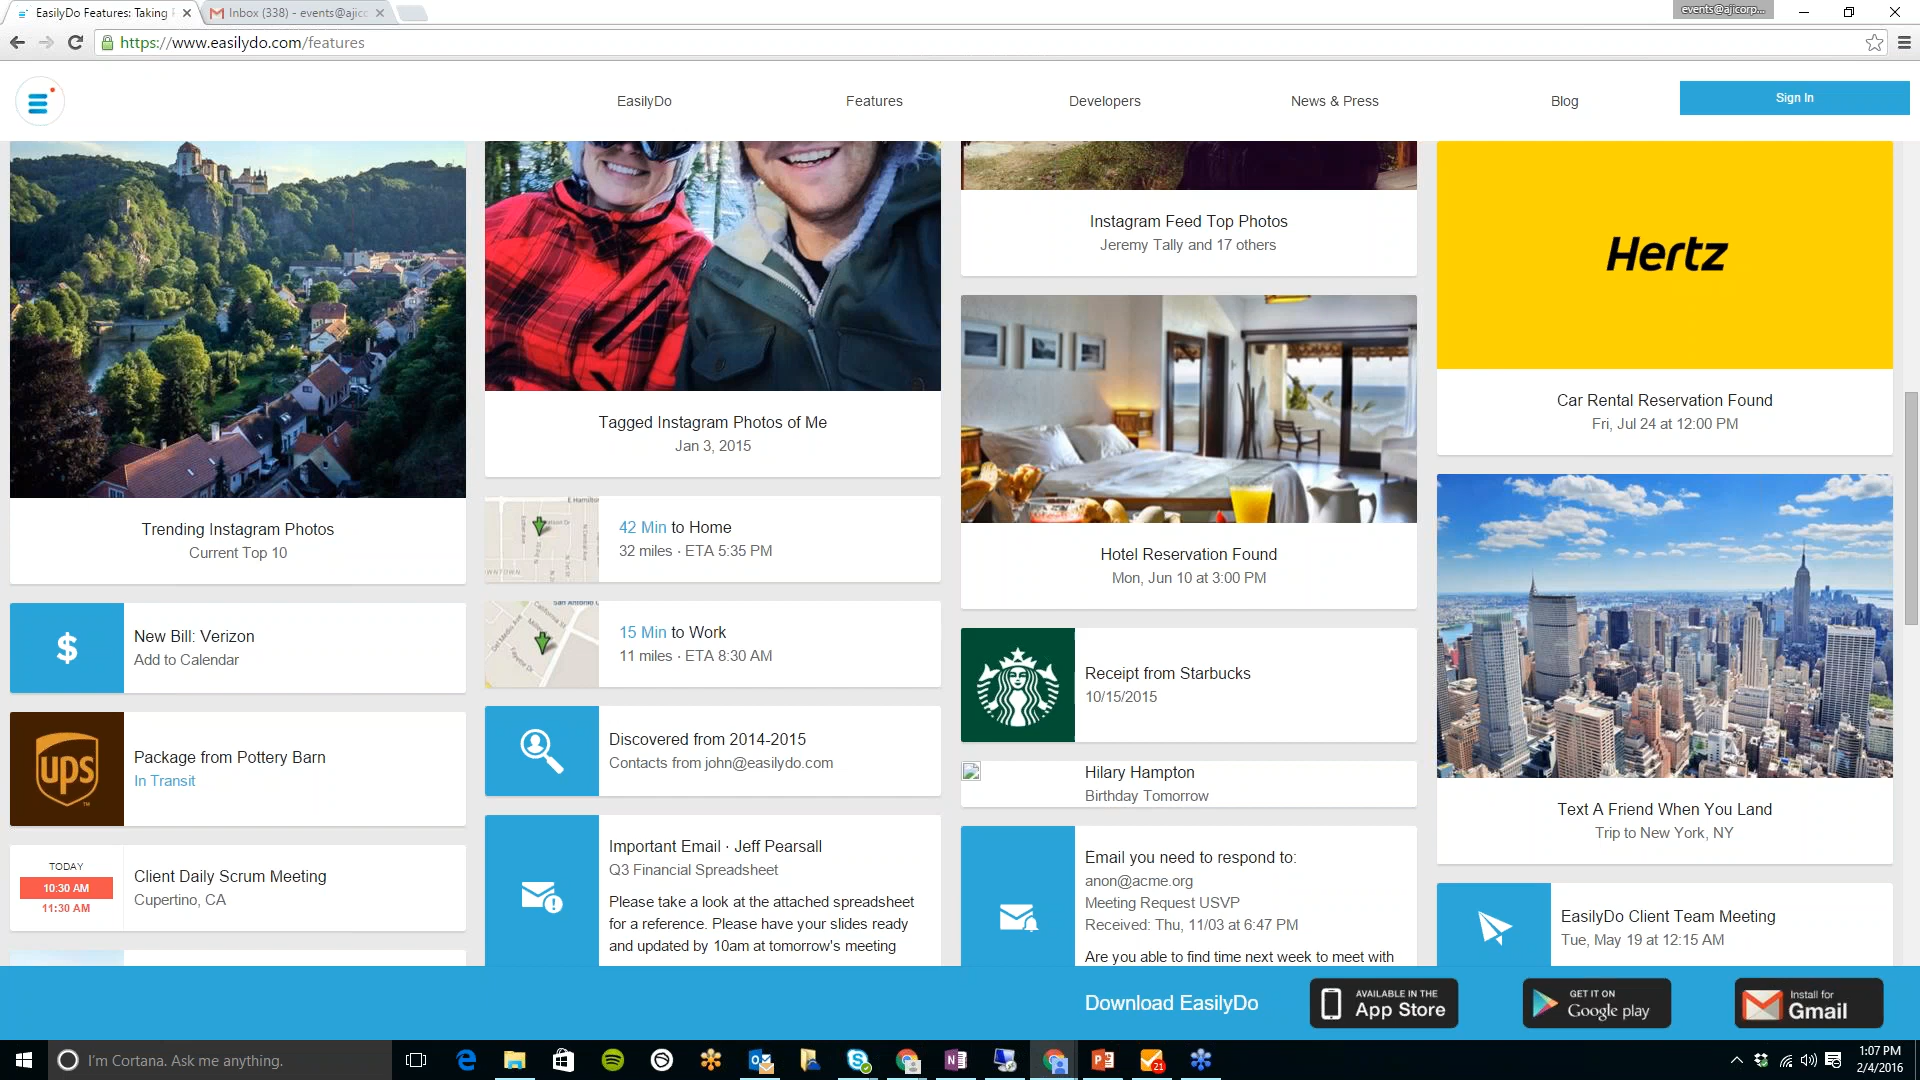 EasilyDo Features: Taking
Inbox (338) - events@ajic
events@ajicorp...
https://www.easilydo.com/features
EasilyDo
Features
Developers
News & Press
Blog
Sign In
Trending Instagram Photos
Current Top 10
New Bill: Verizon
Add to Calendar
ups
Package from Pottery Barn
In Transit
TODAY
10:30 AM
11:30 AM
Client Daily Scrum Meeting
Cupertino, CA
Tagged Instagram Photos of Me
Jan 3, 2015
42 Min to Home
32 miles · ETA 5:35 PM
15 Min to Work
11 miles · ETA 8:30 AM
Discovered from 2014-2015
Contacts from john@easilydo.com
Important Email · Jeff Pearsall
Q3 Financial Spreadsheet
Please take a look at the attached spreadsheet
for a reference. Please have your slides ready
and updated by 10am at tomorrow's meeting
Instagram Feed Top Photos
Jeremy Tally and 17 others
Hotel Reservation Found
Mon, Jun 10 at 3:00 PM
Receipt from Starbucks
10/15/2015
Hilary Hampton
Birthday Tomorrow
Email you need to respond to:
anon@acme.org
Meeting Request USVP
Received: Thu, 11/03 at 6:47 PM
Are you able to find time next week to meet with
Hertz
Car Rental Reservation Found
Fri, Jul 24 at 12:00 PM
Text A Friend When You Land
Trip to New York, NY
EasilyDo Client Team Meeting
Tue, May 19 at 12:15 AM
Download EasilyDo
AVAILABLE IN THE
App Store
GET IT ON
Google play
Install for
Gmail
I'm Cortana. Ask me anything.
21
1:07 PM
2/4/2016